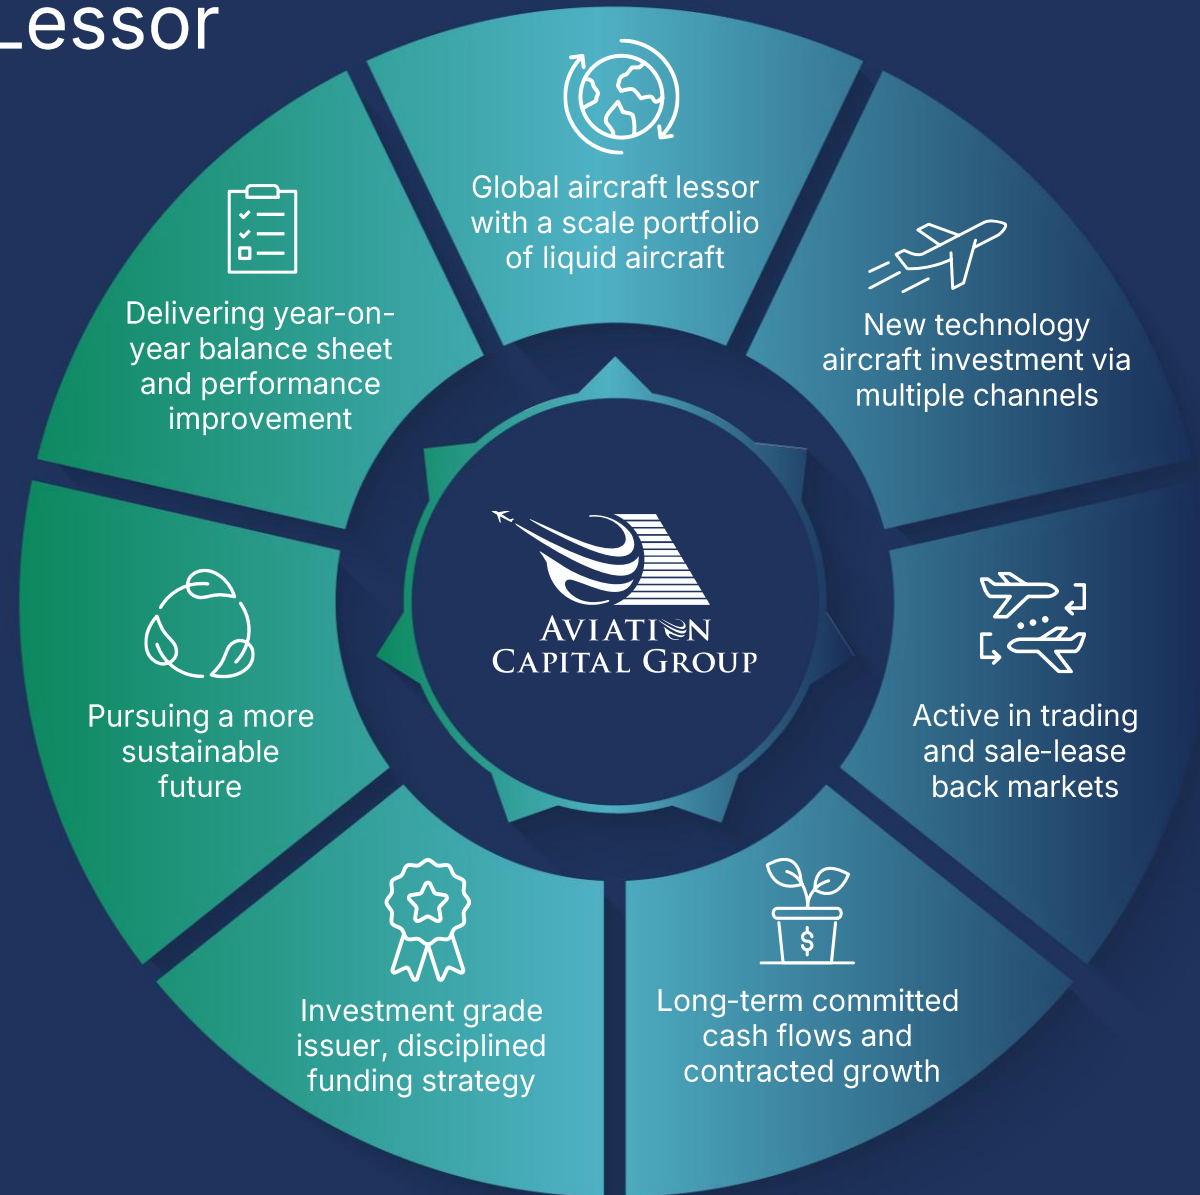 Lessor
Global aircraft lessor
with a scale portfolio
of liquid aircraft
New technology
aircraft investment via
multiple channels
Active in trading
and sale-lease
back markets
Long-term committed
cash flows and
contracted growth
$
Investment grade
issuer, disciplined
funding strategy
Pursuing a more
sustainable
future
Delivering year-on-
year balance sheet
and performance
improvement
AVIATION
CAPITAL GROUP